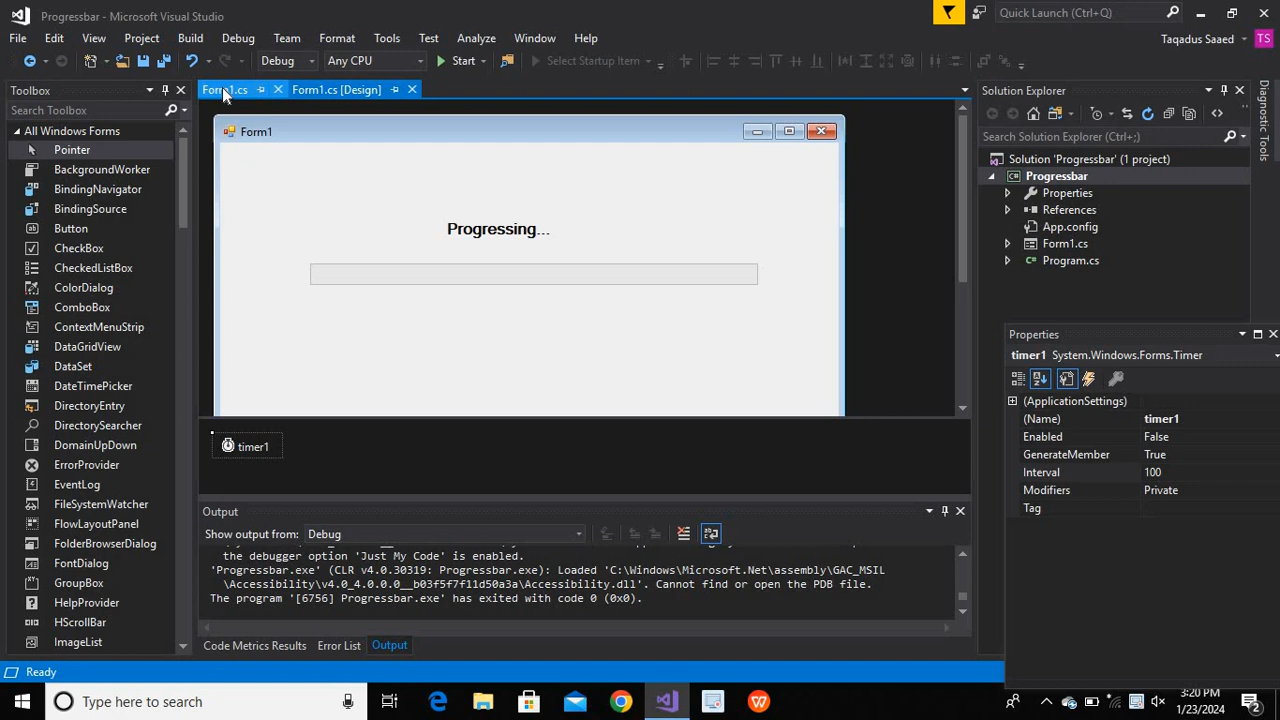 Progressbar - Microsoft Visual Studio
Quick Launch (Ctrl+Q)
File Edit View Project Build Debug Team Format Tools Test Analyze Window Help
Taqadus Saeed TS
Debug Any CPU Start Select Startup Item
Toolbox
Search Toolbox
All Windows Forms
Pointer
BackgroundWorker
BindingNavigator
BindingSource
Button
CheckBox
CheckedListBox
ColorDialog
ComboBox
ContextMenuStrip
DataGridView
DataSet
DateTimePicker
DirectoryEntry
DirectorySearcher
DomainUpDown
ErrorProvider
EventLog
FileSystemWatcher
FlowLayoutPanel
FolderBrowserDialog
FontDialog
GroupBox
HelpProvider
HScrollBar
ImageList
Form1.cs Form1.cs [Design]
Form1
Progressing...
timer1
Output
Show output from: Debug
the debugger option 'Just My Code' is enabled.
'Progressbar.exe' (CLR v4.0.30319: Progressbar.exe): Loaded 'C:\Windows\Microsoft.Net\assembly\GAC_MSIL
\Accessibility\v4.0_4.0.0.0__b03f5f7f11d50a3a\Accessibility.dll'. Cannot find or open the PDB file.
The program '[6756] Progressbar.exe' has exited with code 0 (0x0).
Code Metrics Results Error List Output
Solution Explorer
Search Solution Explorer (Ctrl+;)
Solution 'Progressbar' (1 project)
C# Progressbar
Properties
References
App.config
Form1.cs
C# Program.cs
Diagnostic Tools
Properties
timer1 System.Windows.Forms.Timer
(ApplicationSettings)
(Name) timer1
Enabled False
GenerateMember True
Interval 100
Modifiers Private
Tag
Ready
Type here to search
3:20 PM
1/23/2024
2